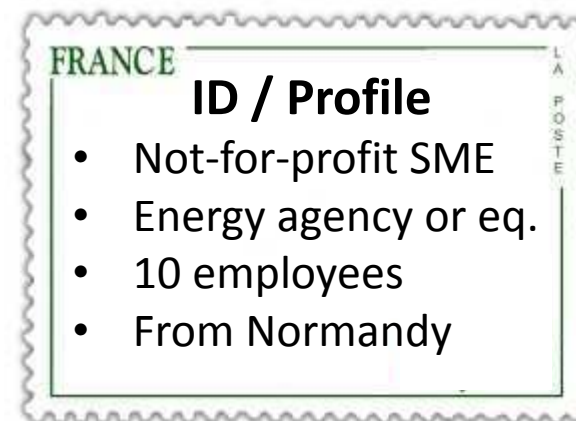 FRANCE
LA POSTE
ID / Profile
• Not-for-profit SME
• Energy agency or eq.
• 10 employees
• From Normandy